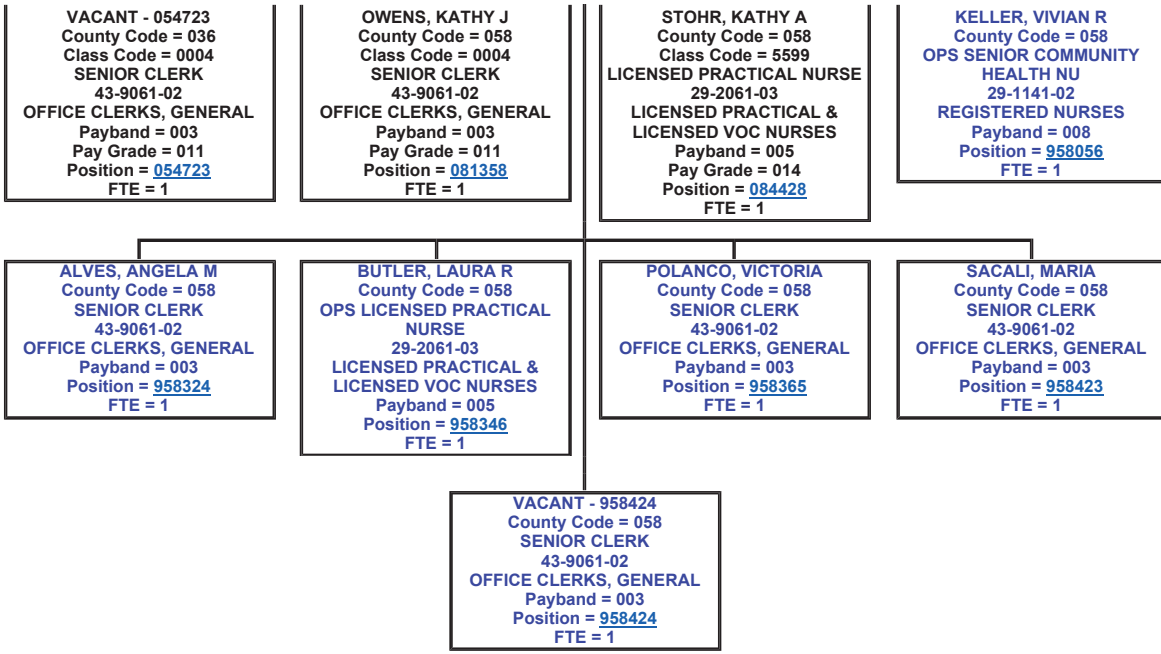 VACANT - 054723
County Code = 036
Class Code = 0004
SENIOR CLERK
43-9061-02
OFFICE CLERKS, GENERAL
Payband = 003
Pay Grade = 011
Position = 054723
FTE = 1
OWENS, KATHY J
County Code = 058
Class Code = 0004
SENIOR CLERK
43-9061-02
OFFICE CLERKS, GENERAL
Payband = 003
Pay Grade = 011
Position = 081358
FTE = 1
STOHR, KATHY A
County Code = 058
Class Code = 5599
LICENSED PRACTICAL NURSE
29-2061-03
LICENSED PRACTICAL &
LICENSED VOC NURSES
Payband = 005
Pay Grade = 014
Position = 084428
FTE = 1
KELLER, VIVIAN R
County Code = 058
OPS SENIOR COMMUNITY
HEALTH NU
29-1141-02
REGISTERED NURSES
Payband = 008
Position = 958056
FTE = 1
ALVES, ANGELA M
County Code = 058
SENIOR CLERK
43-9061-02
OFFICE CLERKS, GENERAL
Payband = 003
Position = 958324
FTE = 1
BUTLER, LAURA R
County Code = 058
OPS LICENSED PRACTICAL
NURSE
29-2061-03
LICENSED PRACTICAL &
LICENSED VOC NURSES
Payband = 005
Position = 958346
FTE = 1
POLANCO, VICTORIA
County Code = 058
SENIOR CLERK
43-9061-02
OFFICE CLERKS, GENERAL
Payband = 003
Position = 958365
FTE = 1
SACALI, MARIA
County Code = 058
SENIOR CLERK
43-9061-02
OFFICE CLERKS, GENERAL
Payband = 003
Position = 958423
FTE = 1
VACANT - 958424
County Code = 058
SENIOR CLERK
43-9061-02
OFFICE CLERKS, GENERAL
Payband = 003
Position = 958424
FTE = 1